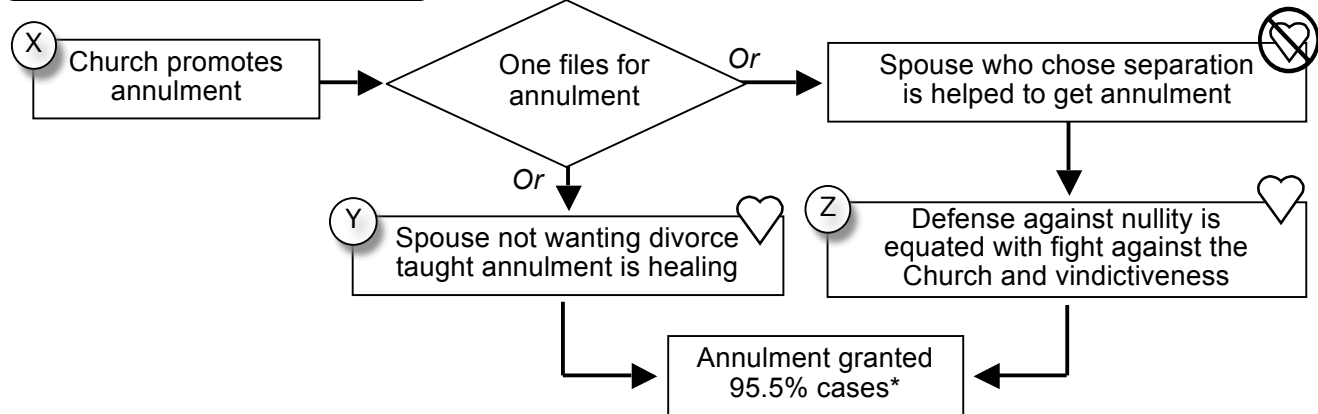 X
Church promotes
annulment
One files for
annulment
Or
Spouse who chose separation
is helped to get annulment
Or
Y
Spouse not wanting divorce
taught annulment is healing
Z
Defense against nullity is
equated with fight against the
Church and vindictiveness
Annulment granted
95.5% cases*